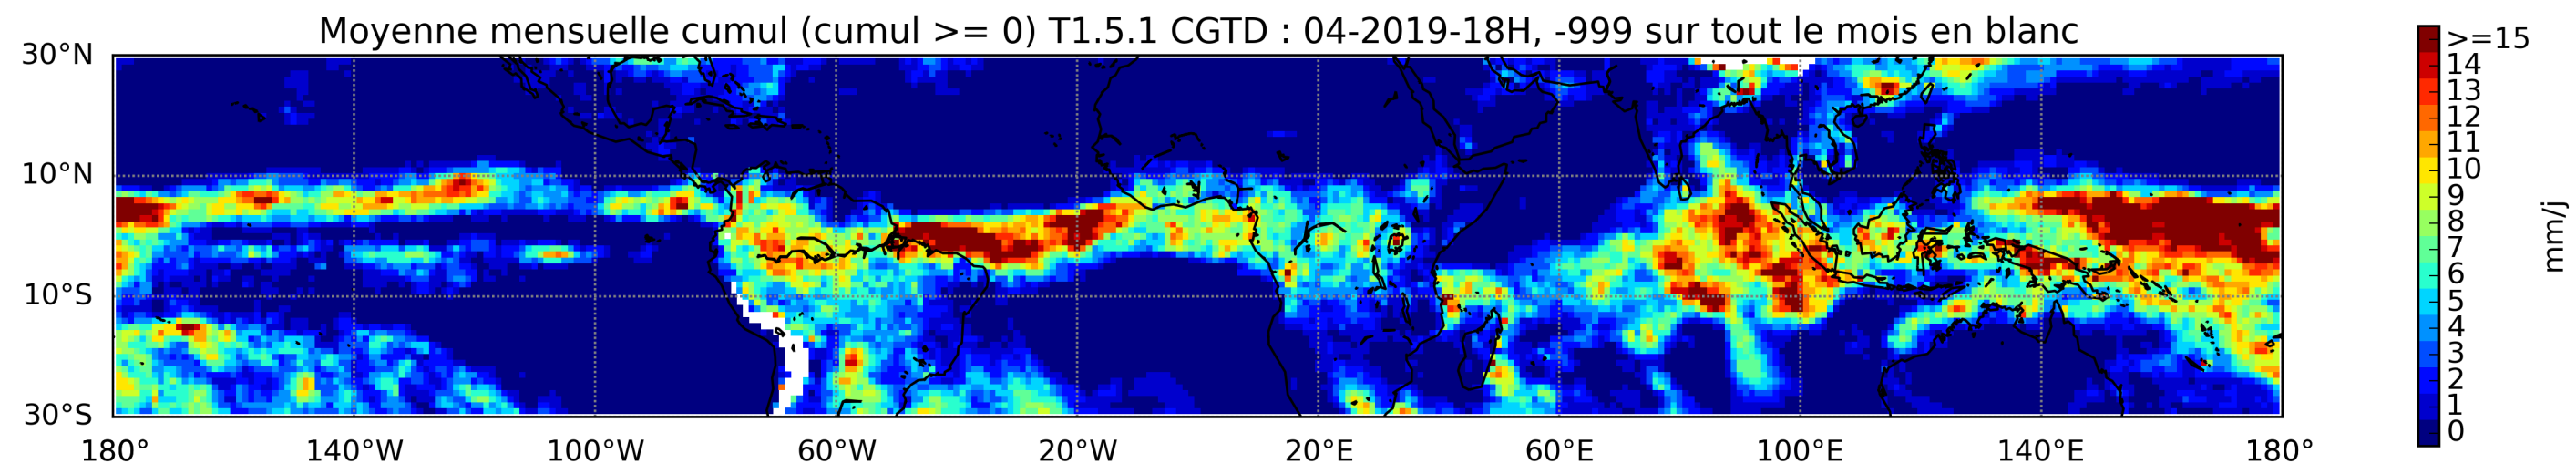 Moyenne mensuelle cumul (cumul >= 0) T1.5.1 CGTD : 04-2019-18H, -999 sur tout le mois en blanc
30°N
10°N
10°S
30°S
180°
140°W
100°W
60°W
20°W
20°E
60°E
100°E
140°E
180°
>=15
14
13
12
11
10
9
8
7
6
5
4
3
2
1
0
mm/j